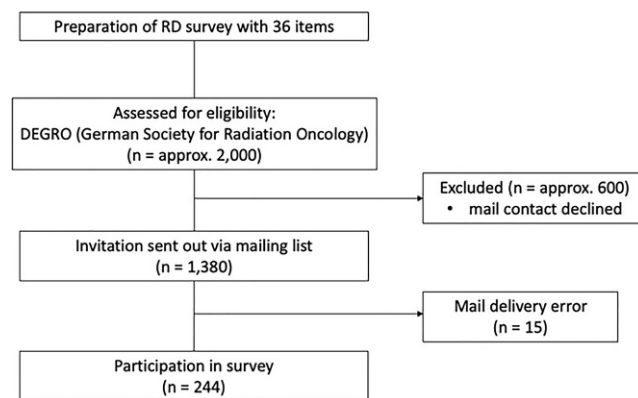 Preparation of RD survey with 36 items
Assessed for eligibility:
DEGRO (German Society for Radiation Oncology)
(n = approx. 2,000)
Excluded (n = approx. 600)
• mail contact declined
Invitation sent out via mailing list
(n = 1,380)
Mail delivery error
(n = 15)
Participation in survey
(n = 244)